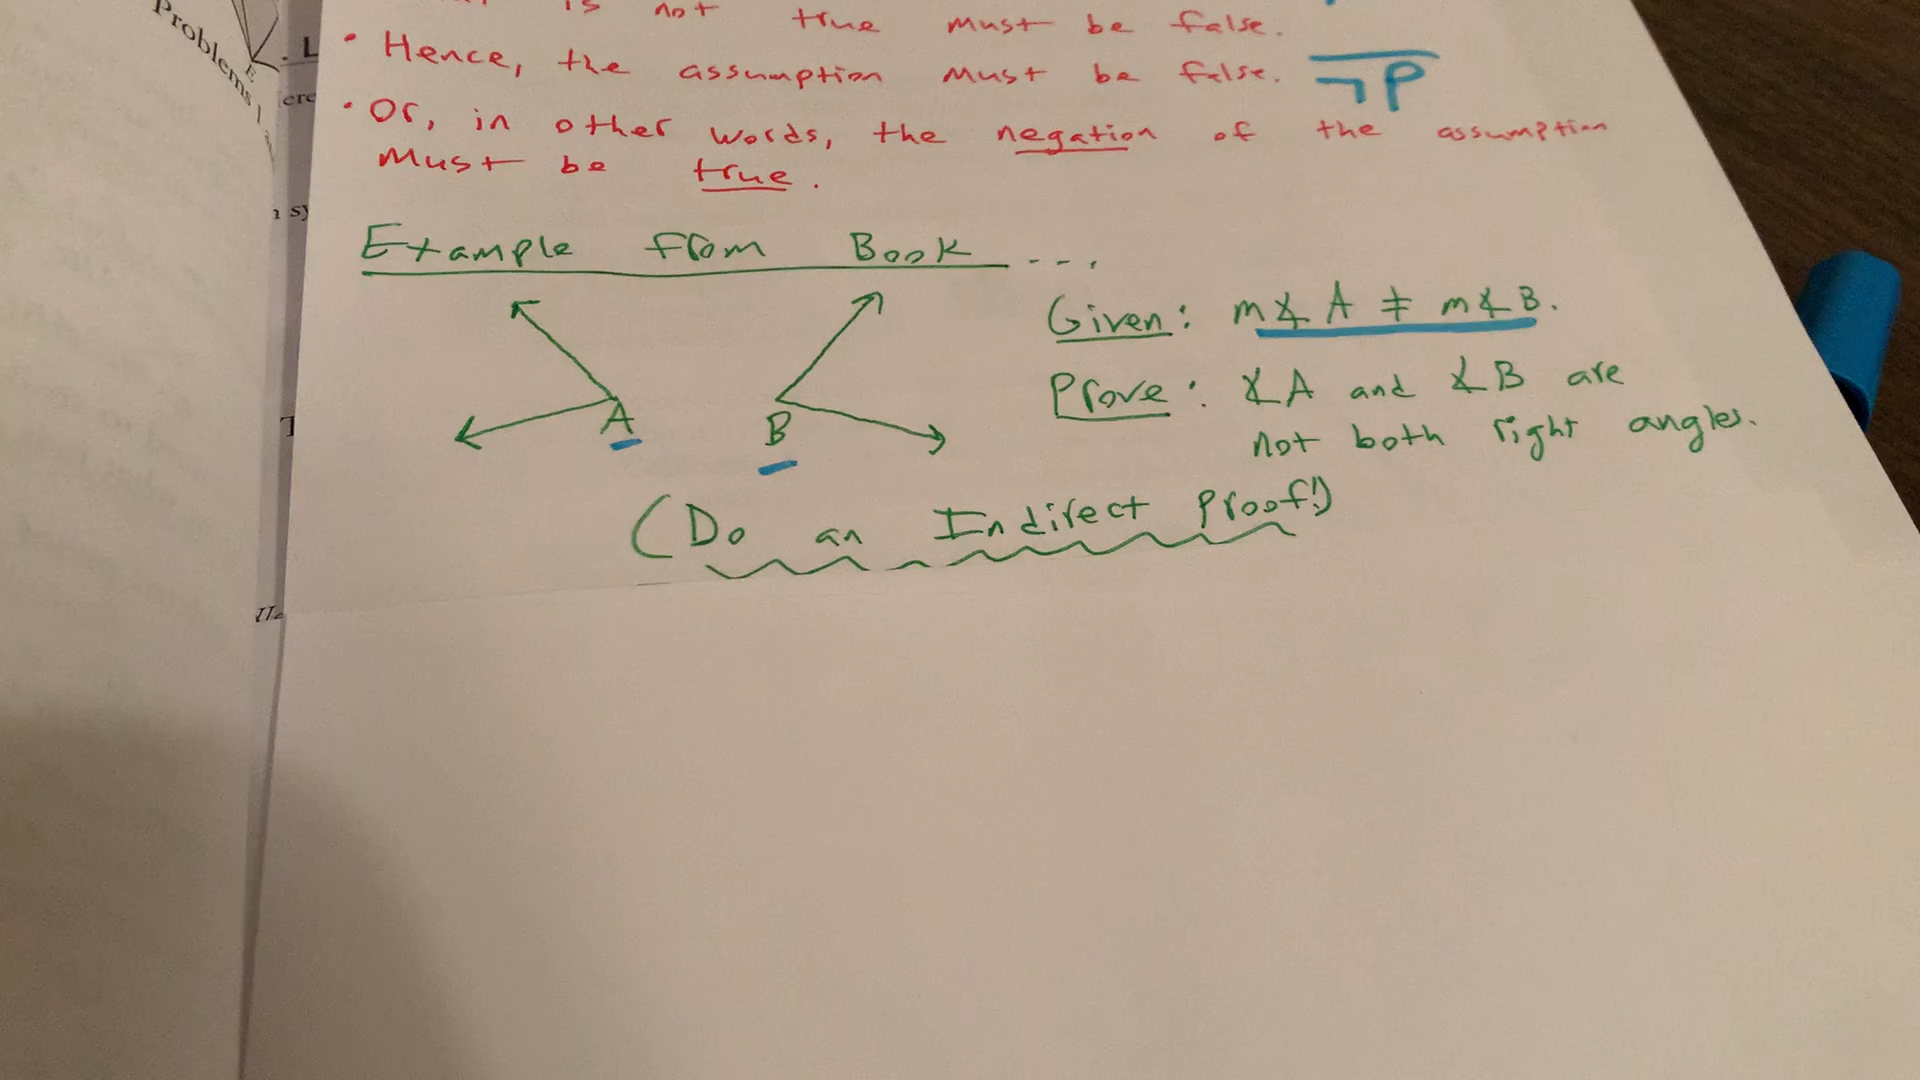 is not true must be false.
• Hence, the assumption must be false. ¬P
• Or, in other words, the negation of the assumption
must be true.
Example from Book ....
Given: m∡A ≠ m∡B.
Prove: ∡A and ∡B are
not both right angles.
A
B
(Do an Indirect Proof!)
Problems